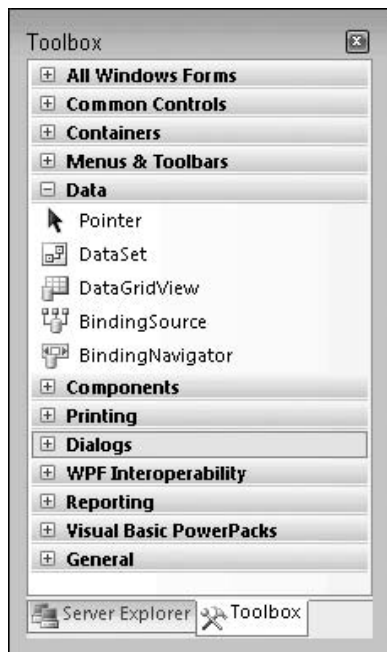 Toolbox
All Windows Forms
Common Controls
Containers
Menus & Toolbars
Data
Pointer
DataSet
DataGridView
BindingSource
BindingNavigator
Components
Printing
Dialogs
WPF Interoperability
Reporting
Visual Basic PowerPacks
General
Server Explorer Toolbox